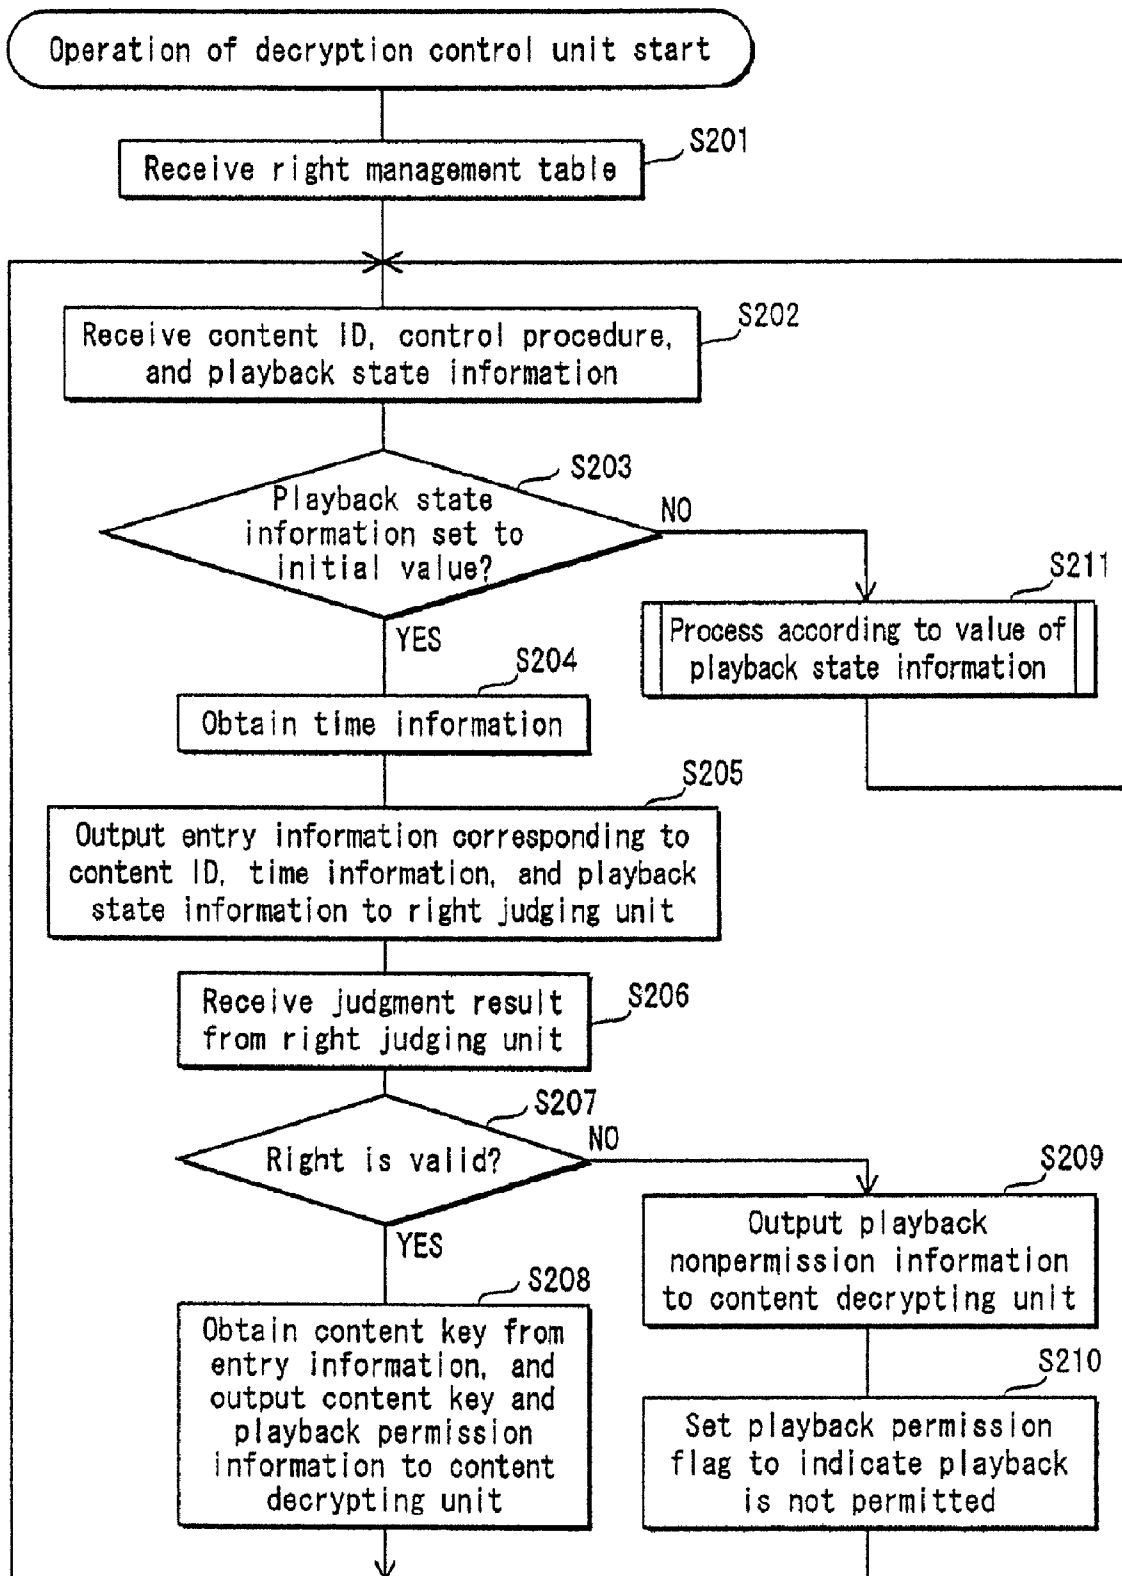 Operation of decryption control unit start
S201
Receive right management table
S202
Receive content ID, control procedure,
and playback state information
S203
Playback state
information set to
initial value?
NO
YES
S211
Process according to value of
playback state information
S204
Obtain time information
S205
Output entry information corresponding to
content ID, time information, and playback
state information to right judging unit
S206
Receive judgment result
from right judging unit
S207
Right is valid?
NO
YES
S209
Output playback
nonpermission information
to content decrypting unit
S208
Obtain content key from
entry information, and
output content key and
playback permission
information to content
decrypting unit
S210
Set playback permission
flag to indicate playback
is not permitted